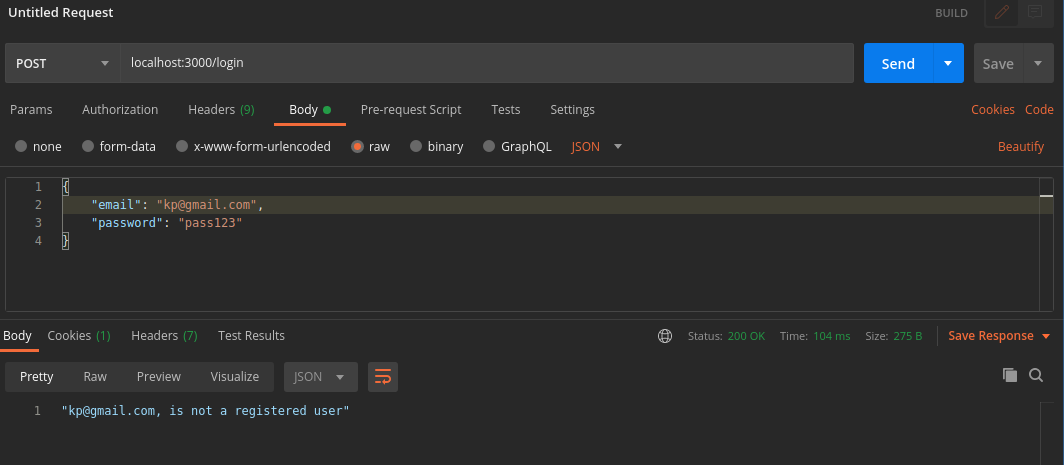 Untitled Request BUILD
POST localhost:3000/login Send Save
Params Authorization Headers (9) Body Pre-request Script Tests Settings Cookies Code
none form-data x-www-form-urlencoded raw binary GraphQL JSON Beautify
1 {
2 "email": "kp@gmail.com",
3 "password": "pass123"
4 }
Body Cookies (1) Headers (7) Test Results Status: 200 OK Time: 104 ms Size: 275 B Save Response
Pretty Raw Preview Visualize JSON
1 "kp@gmail.com, is not a registered user"